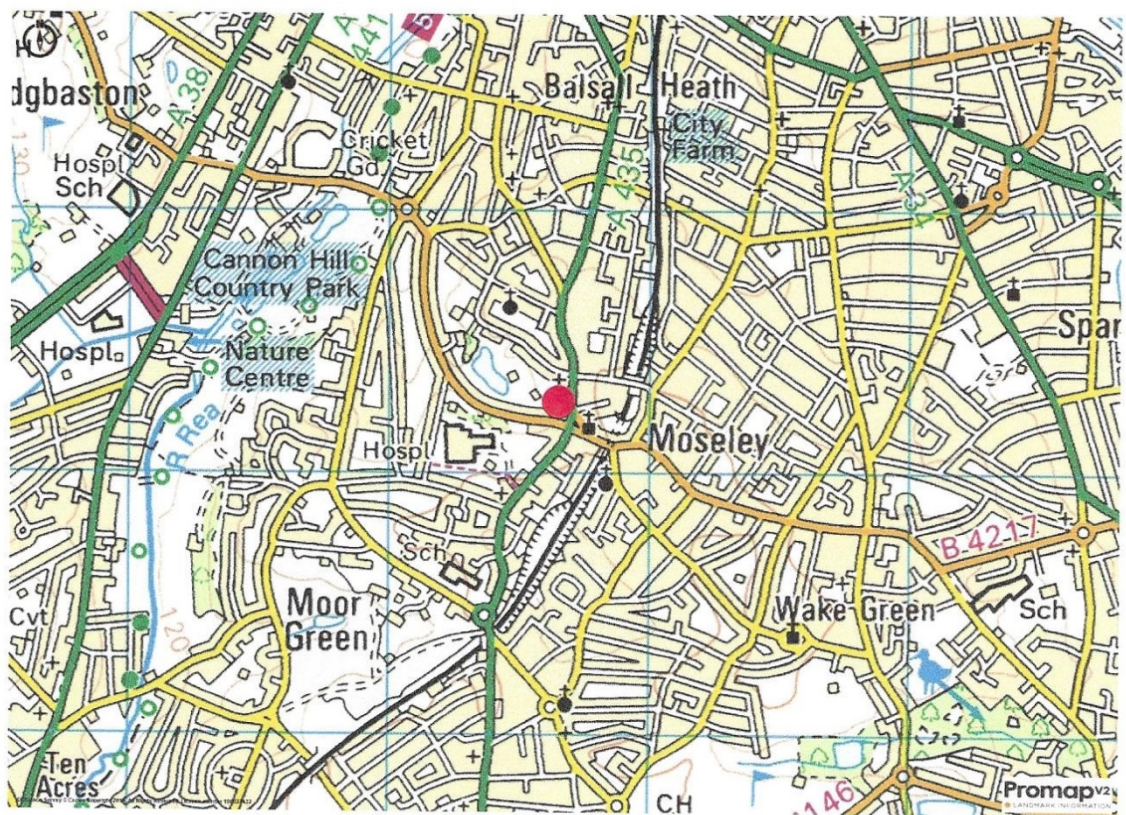 N
dgbaston
A 38
A 441
5
Balsall Heath
City
Farm
Cricket
Gd
Hospl
Sch
130
A 435
A 34
Cannon Hill
Country Park
Hospl
Nature
Centre
Spar
R Rea
Moseley
Hospl
B 4217
Sch
Moor
Green
Wake Green
Sch
Cvt
120
Ten
Acres
CH
A 146
Promap V2
LANDMARK INFORMATION